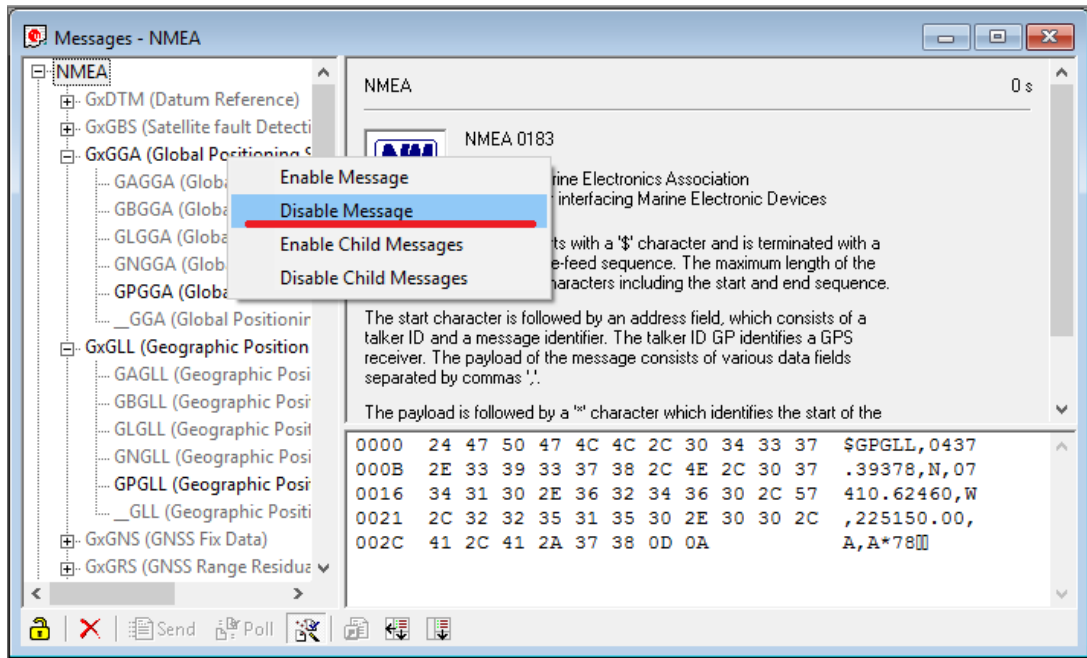 Messages - NMEA
NMEA
GxDTM (Datum Reference)
GxGBS (Satellite fault Detecti
GxGGA (Global Positioning S
GAGGA (Globa
GBGGA (Globa
GLGGA (Globa
GNGGA (Globa
GPGGA (Globa
__GGA (Global Positionin
GxGLL (Geographic Position
GAGLL (Geographic Posi
GBGLL (Geographic Posi
GLGLL (Geographic Posit
GNGLL (Geographic Posi
GPGLL (Geographic Posi
__GLL (Geographic Positi
GxGNS (GNSS Fix Data)
GxGRS (GNSS Range Residua
Enable Message
Disable Message
Enable Child Messages
Disable Child Messages
NMEA 0 s
NMEA 0183
rine Electronics Association
interfacing Marine Electronic Devices
ts with a '$' character and is terminated with a
e-feed sequence. The maximum length of the
haracters including the start and end sequence.
The start character is followed by an address field, which consists of a
talker ID and a message identifier. The talker ID GP identifies a GPS
receiver. The payload of the message consists of various data fields
separated by commas ','.
The payload is followed by a '*' character which identifies the start of the
0000 24 47 50 47 4C 4C 2C 30 34 33 37 $GPGLL,0437
000B 2E 33 39 33 37 38 2C 4E 2C 30 37 .39378,N,07
0016 34 31 30 2E 36 32 34 36 30 2C 57 410.62460,W
0021 2C 32 32 35 31 35 30 2E 30 30 2C ,225150.00,
002C 41 2C 41 2A 37 38 0D 0A A,A*78
Send Poll